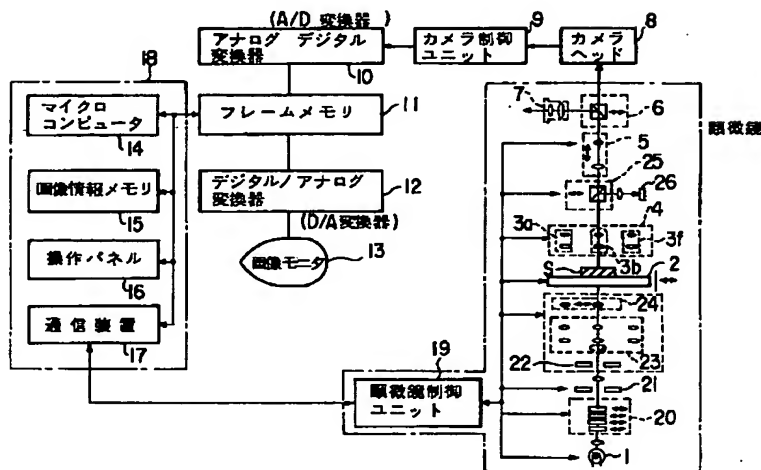 (A/D 変換器)
アナログ デジタル
変換器
10
カメラ制御
ユニット
9
カメラ
ヘッド
8
18
マイクロ
コンピュータ
14
フレームメモリ
11
画像情報メモリ
15
デジタル/アナログ
変換器
12
(D/A変換器)
操作パネル
16
画像モニタ
13
通信装置
17
19
顕微鏡制御
ユニット
顕微鏡
7
6
5
25
26
3a
4
3f
S
3b
2
24
23
22
21
20
1